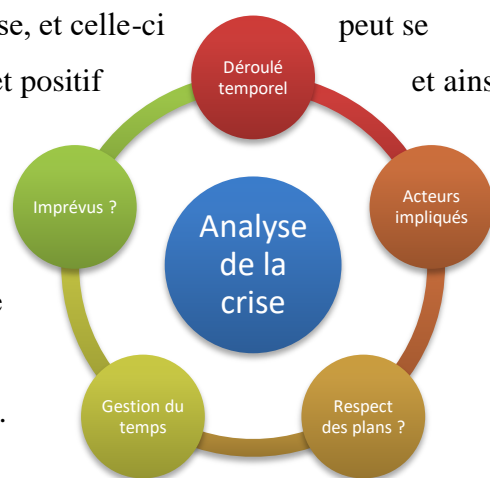 se, et celle-ci peut se
et positif et ains
Déroulé
temporel
Imprévus ?
Acteurs
impliqués
Analyse
de la
crise
e
Gestion du
temps
Respect
des plans ?
.